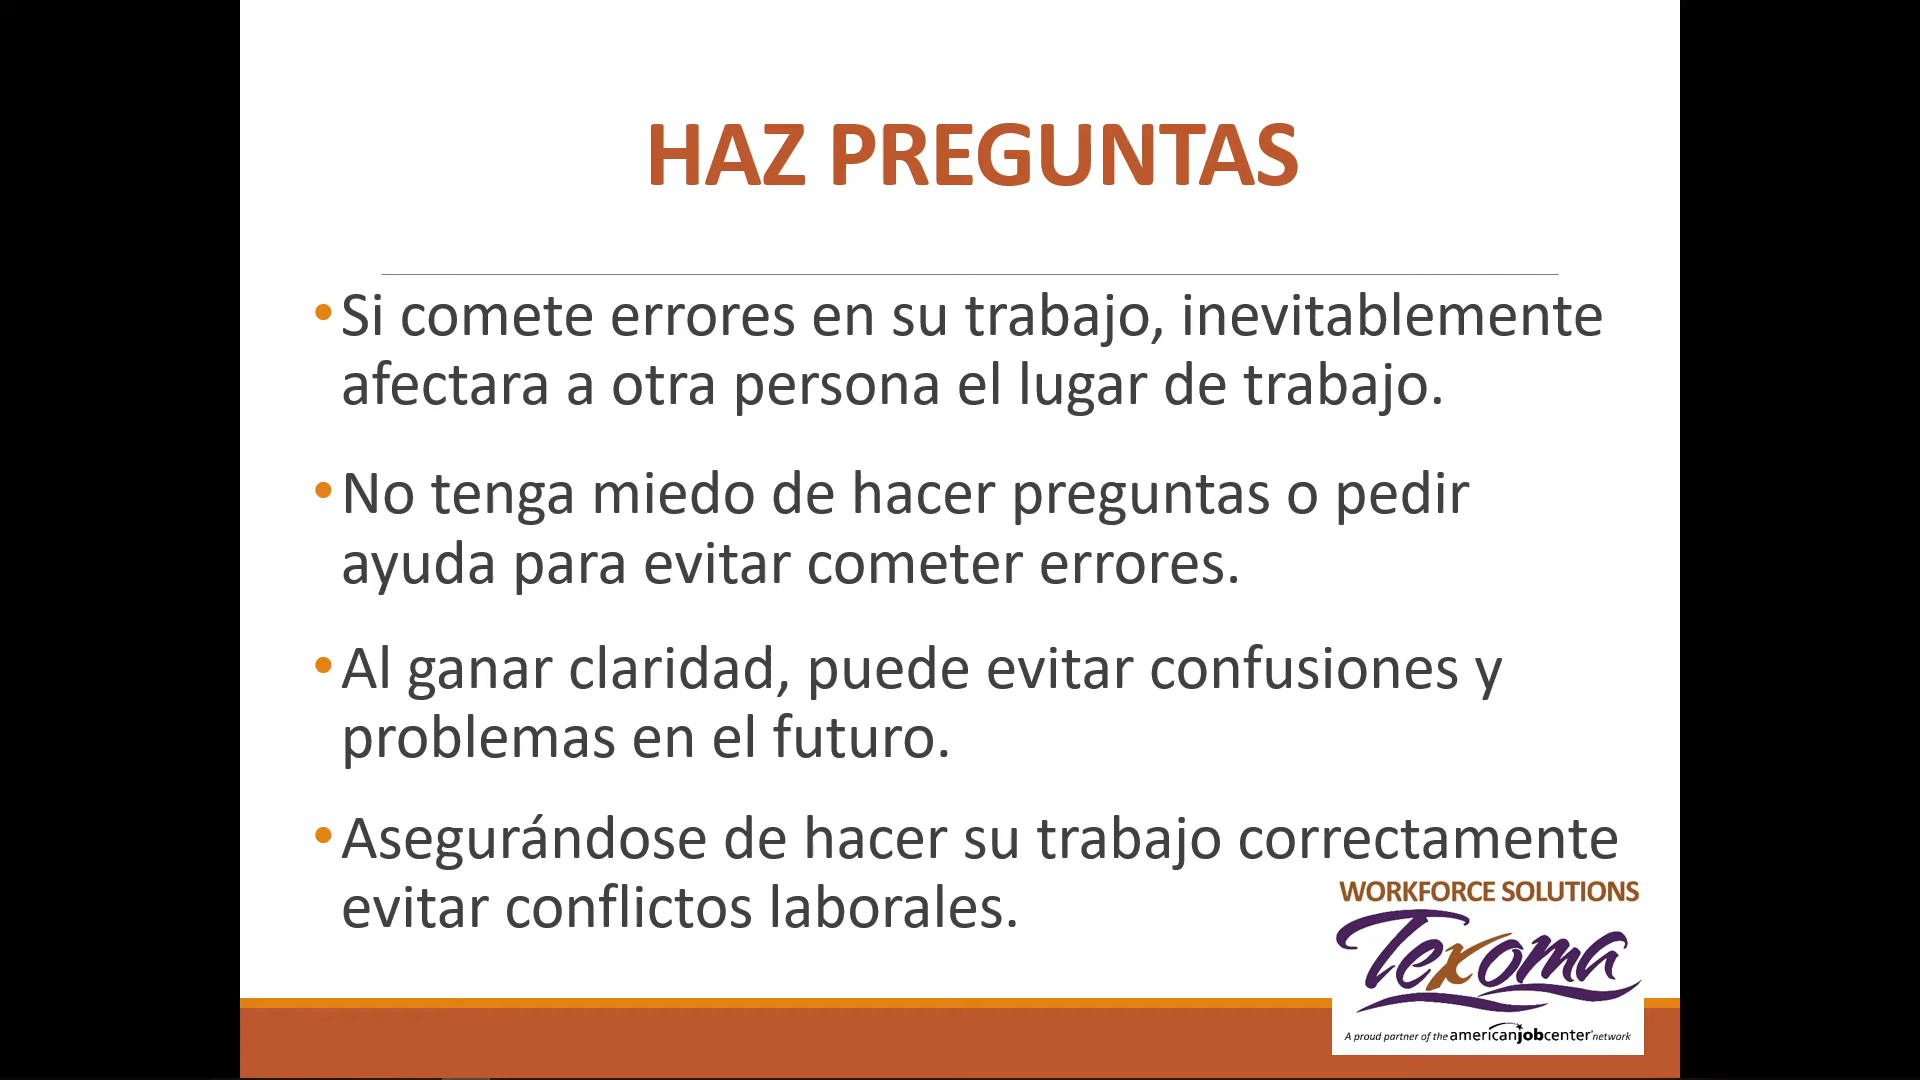 HAZ PREGUNTAS
•Si comete errores en su trabajo, inevitablemente
afectara a otra persona el lugar de trabajo.
•No tenga miedo de hacer preguntas o pedir
ayuda para evitar cometer errores.
•Al ganar claridad, puede evitar confusiones y
problemas en el futuro.
•Asegurándose de hacer su trabajo correctamente
evitar conflictos laborales.
WORKFORCE SOLUTIONS
Texoma
A proud partner of the americanjobcenter network